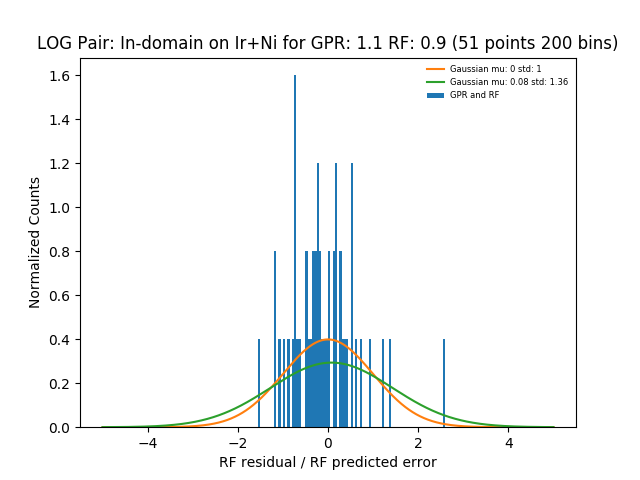 LOG Pair: In-domain on Ir+Ni for GPR: 1.1 RF: 0.9 (51 points 200 bins)
Gaussian mu: 0 std: 1
Gaussian mu: 0.08 std: 1.36
GPR and RF
Normalized Counts
1.6
1.4
1.2
1.0
0.8
0.6
0.4
0.2
0.0
−4
−2
0
2
4
RF residual / RF predicted error